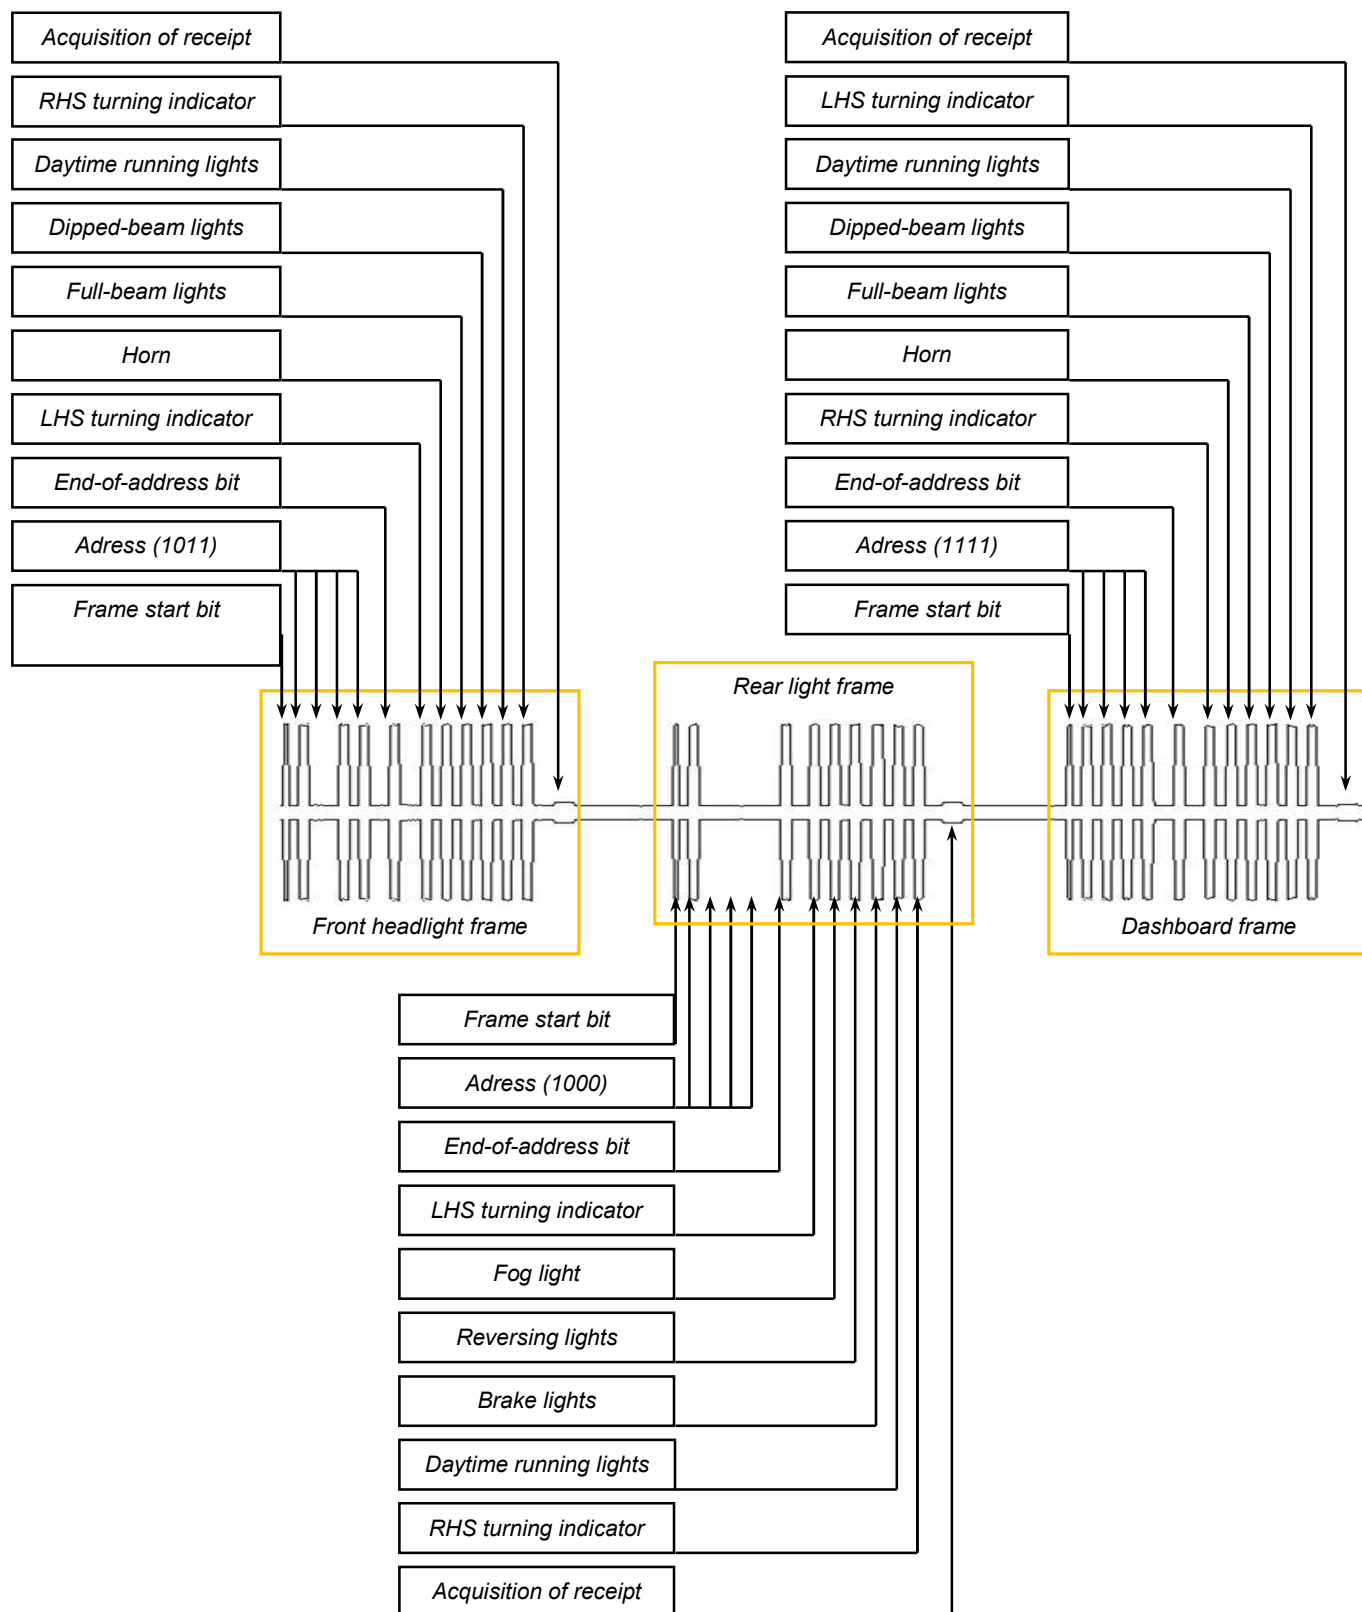 Acquisition of receipt
RHS turning indicator
Daytime running lights
Dipped-beam lights
Full-beam lights
Horn
LHS turning indicator
End-of-address bit
Adress (1011)
Frame start bit
Acquisition of receipt
LHS turning indicator
Daytime running lights
Dipped-beam lights
Full-beam lights
Horn
RHS turning indicator
End-of-address bit
Adress (1111)
Frame start bit
Rear light frame
Front headlight frame
Dashboard frame
Frame start bit
Adress (1000)
End-of-address bit
LHS turning indicator
Fog light
Reversing lights
Brake lights
Daytime running lights
RHS turning indicator
Acquisition of receipt